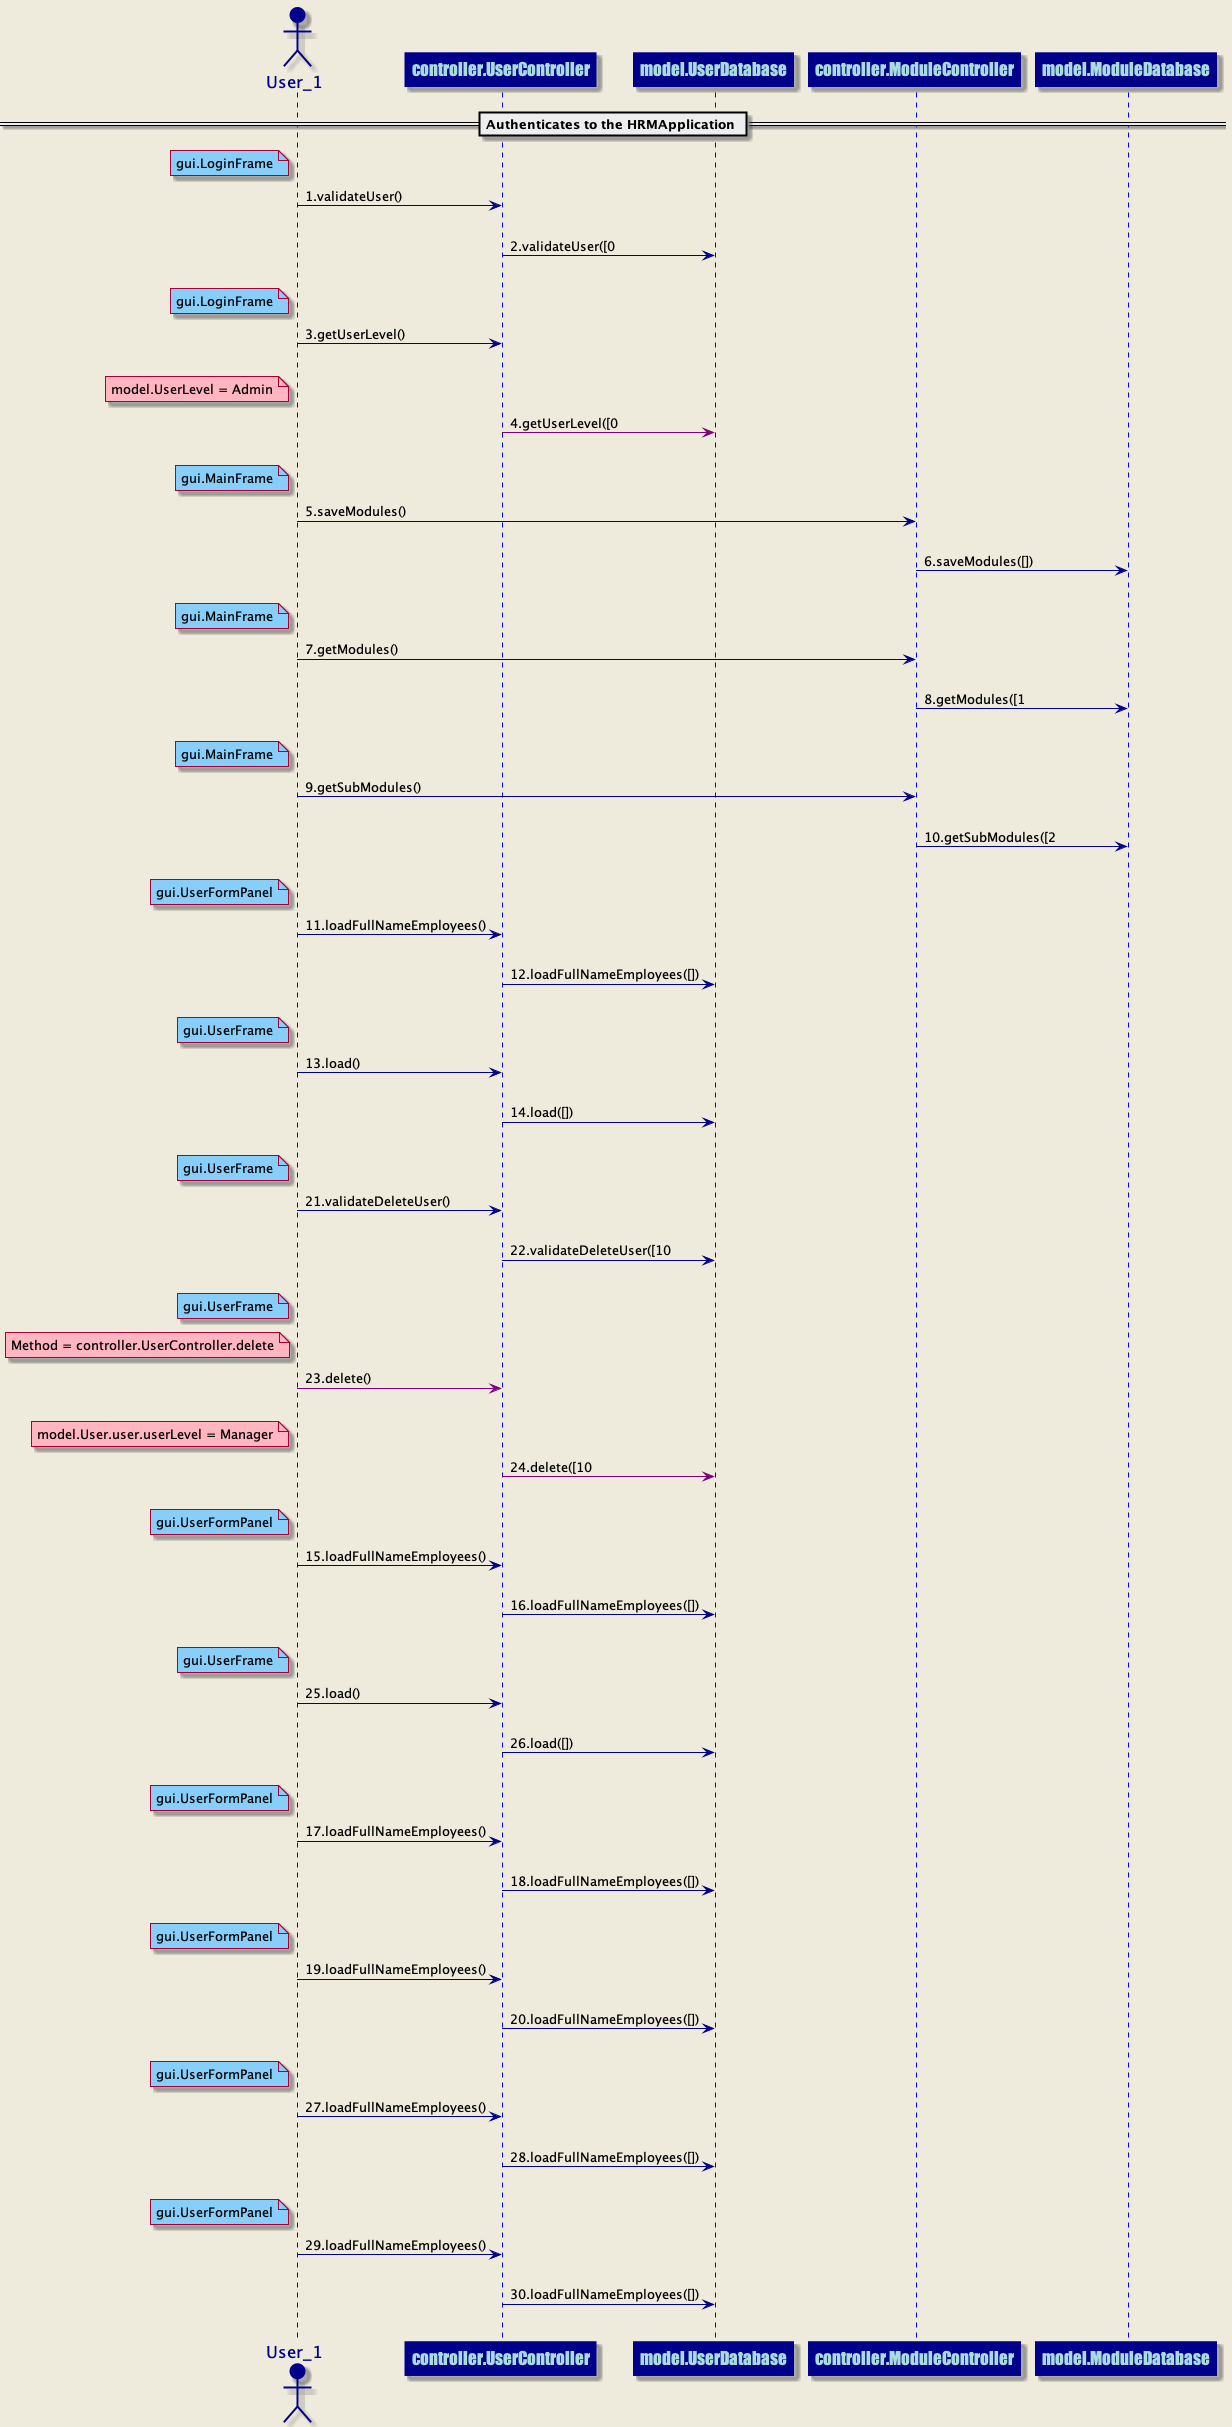 User_1
controller.UserController
model.UserDatabase
controller.ModuleController
model.ModuleDatabase
Authenticates to the HRMApplication
gui.LoginFrame
1.validateUser()
2.validateUser([0
gui.LoginFrame
3.getUserLevel()
model.UserLevel = Admin
4.getUserLevel([0
gui.MainFrame
5.saveModules()
6.saveModules([])
gui.MainFrame
7.getModules()
8.getModules([1
gui.MainFrame
9.getSubModules()
10.getSubModules([2
gui.UserFormPanel
11.loadFullNameEmployees()
12.loadFullNameEmployees([])
gui.UserFrame
13.load()
14.load([])
gui.UserFrame
21.validateDeleteUser()
22.validateDeleteUser([10
gui.UserFrame
Method = controller.UserController.delete
23.delete()
model.User.user.userLevel = Manager
24.delete([10
gui.UserFormPanel
15.loadFullNameEmployees()
16.loadFullNameEmployees([])
gui.UserFrame
25.load()
26.load([])
gui.UserFormPanel
17.loadFullNameEmployees()
18.loadFullNameEmployees([])
gui.UserFormPanel
19.loadFullNameEmployees()
20.loadFullNameEmployees([])
gui.UserFormPanel
27.loadFullNameEmployees()
28.loadFullNameEmployees([])
gui.UserFormPanel
29.loadFullNameEmployees()
30.loadFullNameEmployees([])
User_1
controller.UserController
model.UserDatabase
controller.ModuleController
model.ModuleDatabase